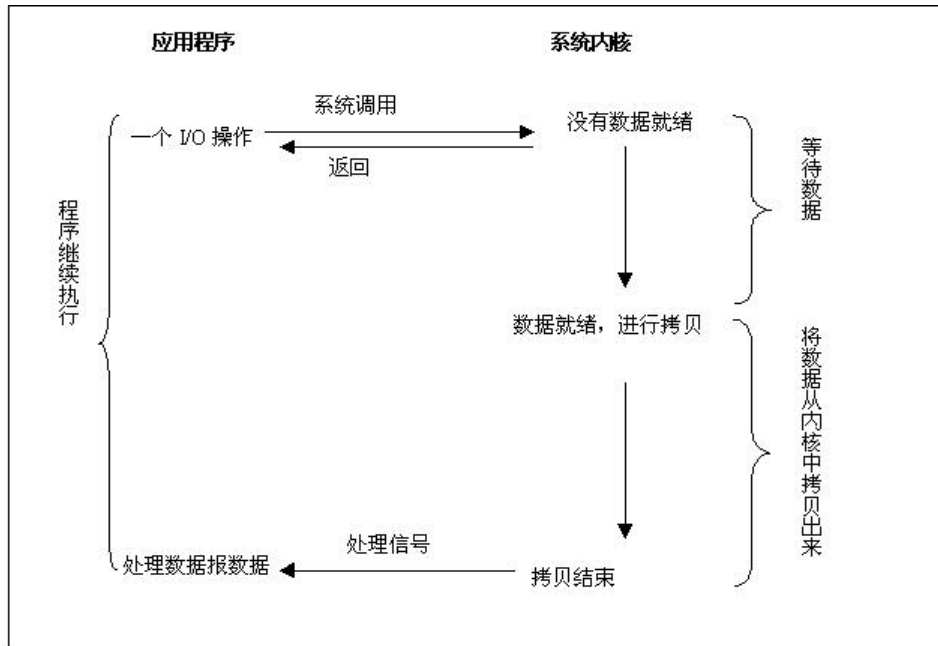 应用程序
系统内核
系统调用
一个 I/O 操作
没有数据就绪
返回
等待数据
程序继续执行
数据就绪，进行拷贝
将数据从内核中拷贝出来
处理信号
处理数据报数据
拷贝结束